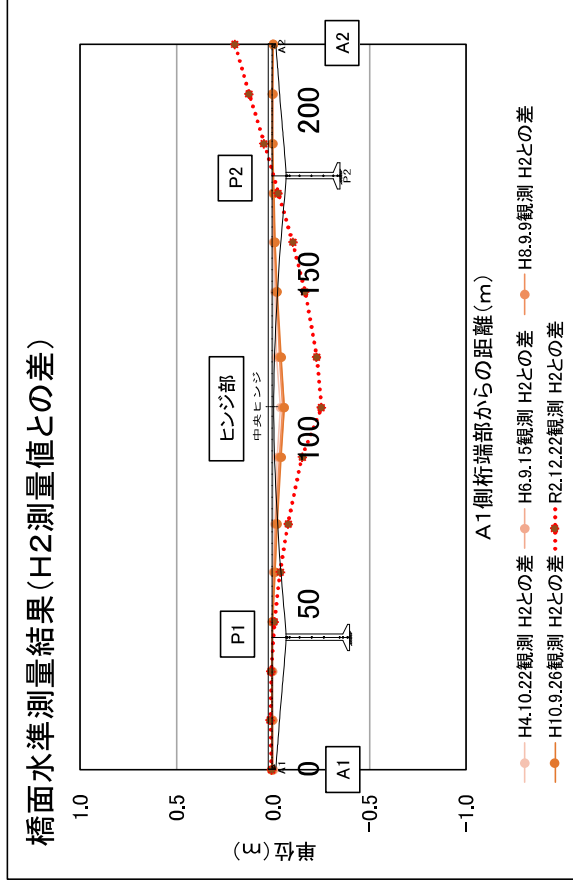 橋面水準測量結果(H2測量値との差)
1.0
0.5
0.0
-0.5
-1.0
単位(m)
A1
P1
ヒンジ部
中央ヒンジ
P2
A2
A1
P2
A2
0
50
100
150
200
A1側桁端部からの距離(m)
H4.10.22観測 H2との差
H6.9.15観測 H2との差
H8.9.9観測 H2との差
H10.9.26観測 H2との差
R2.12.22観測 H2との差